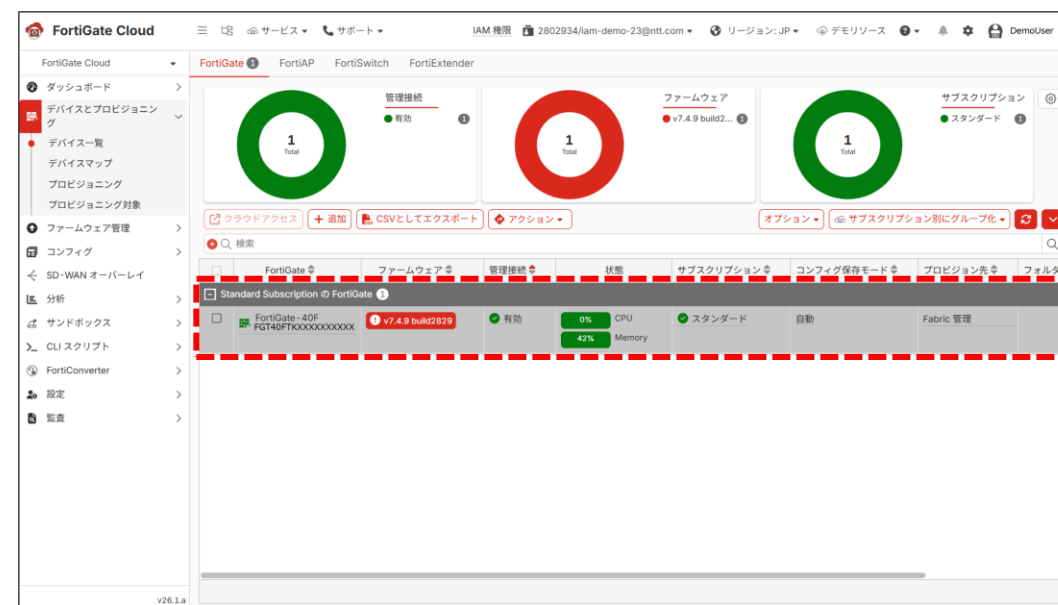 FortiGate Cloud
サービス
サポート
IAM 権限
2802934/iam-demo-23@ntt.com
リージョン: JP
デモリソース
DemoUser
FortiGate Cloud
ダッシュボード
デバイスとプロビジョニン
グ
デバイス一覧
デバイスマップ
プロビジョニング
プロビジョニング対象
ファームウェア管理
コンフィグ
SD-WAN オーバーレイ
分析
サンドボックス
CLI スクリプト
FortiConverter
設定
監査
v26.1.a
FortiGate 1
FortiAP
FortiSwitch
FortiExtender
1
Total
管理接続
有効 1
1
Total
ファームウェア
v7.4.9 build2... 1
1
Total
サブスクリプション
スタンダード 1
クラウドアクセス
+ 追加
CSVとしてエクスポート
アクション
オプション
サブスクリプション別にグループ化
検索
FortiGate
ファームウェア
管理接続
状態
サブスクリプション
コンフィグ保存モード
プロビジョン先
フォルダ
Standard Subscription の FortiGate 1
FortiGate-40F
FGT40FTKXXXXXXXXXX
v7.4.9 build2829
有効
0% CPU
42% Memory
スタンダード
自動
Fabric 管理